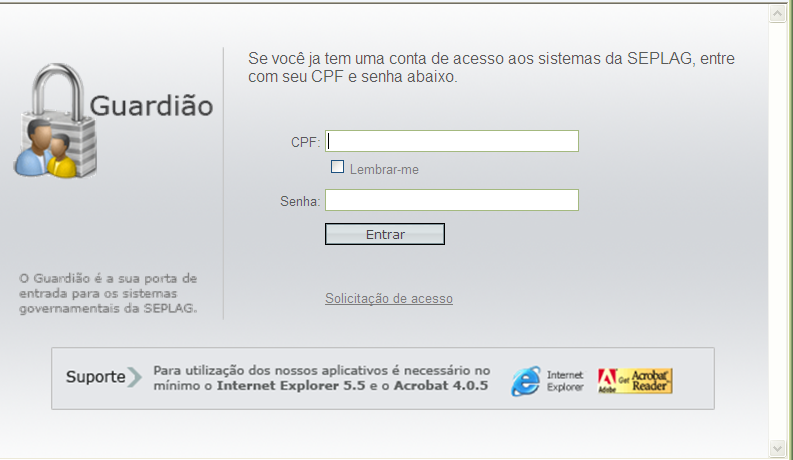 Guardião
Se você ja tem uma conta de acesso aos sistemas da SEPLAG, entre
com seu CPF e senha abaixo.
CPF:
Lembrar-me
Senha:
Entrar
O Guardião é a sua porta de
entrada para os sistemas
governamentais da SEPLAG.
Solicitação de acesso
Suporte
Para utilização dos nossos aplicativos é necessário no
mínimo o Internet Explorer 5.5 e o Acrobat 4.0.5
Internet
Explorer
Adobe
Get Acrobat
Reader